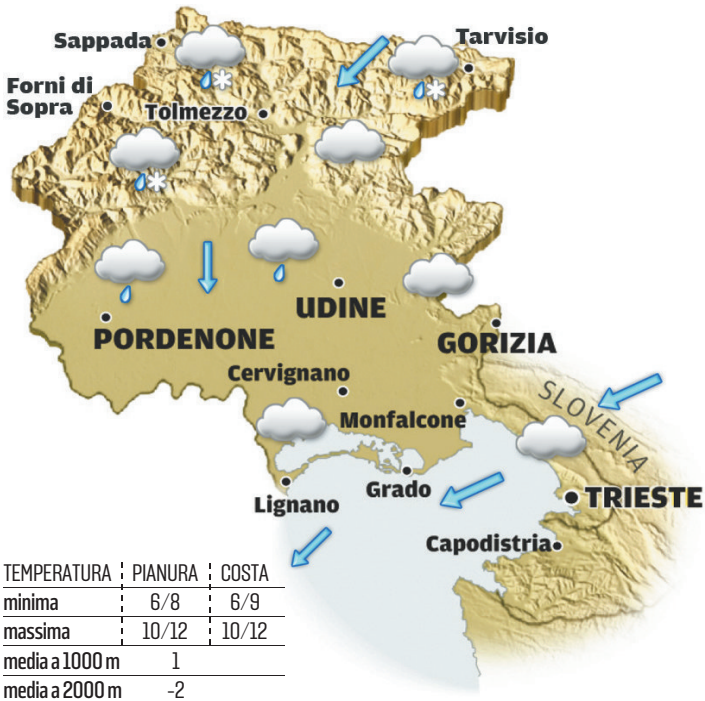 Sappada
Tarvisio
Forni di
Sopra
Tolmezzo
UDINE
PORDENONE
GORIZIA
Cervignano
SLOVENIA
Monfalcone
Grado
Lignano
TRIESTE
Capodistria
TEMPERATURA PIANURA COSTA
minima 6/8 6/9
massima 10/12 10/12
media a 1000 m 1
media a 2000 m -2